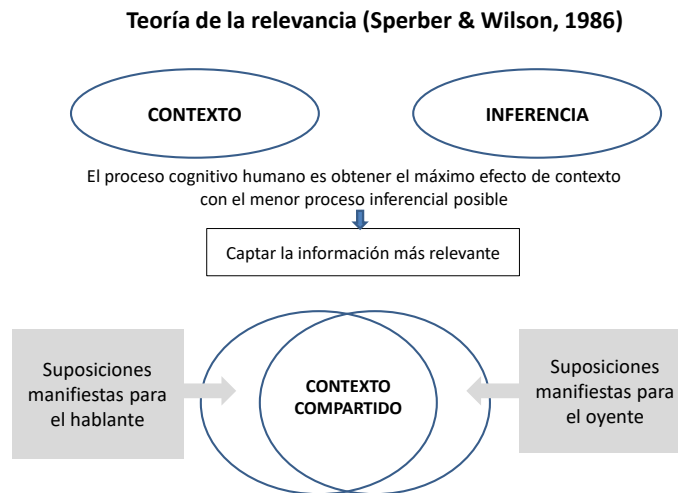 Teoría de la relevancia (Sperber & Wilson, 1986)
CONTEXTO
INFERENCIA
El proceso cognitivo humano es obtener el máximo efecto de contexto
con el menor proceso inferencial posible
Captar la información más relevante
Suposiciones
manifiestas para
el hablante
CONTEXTO
COMPARTIDO
Suposiciones
manifiestas para
el oyente